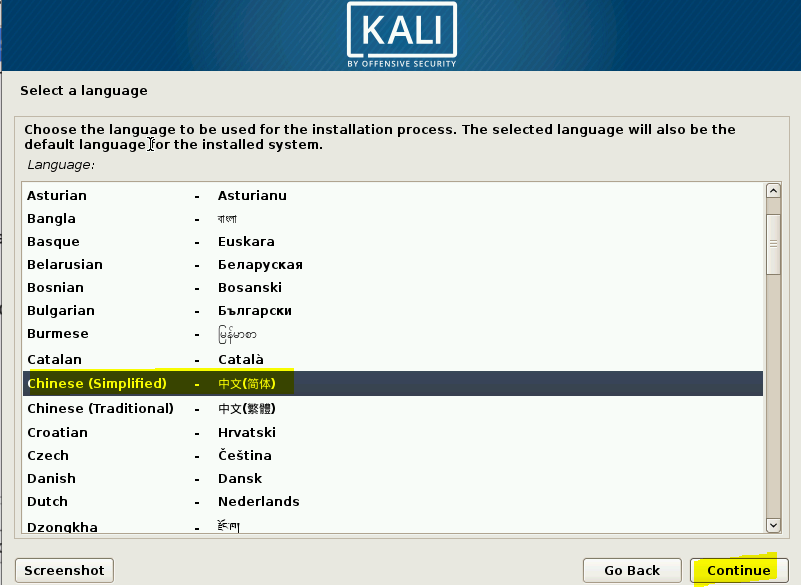 KALI
BY OFFENSIVE SECURITY
Select a language
Choose the language to be used for the installation process. The selected language will also be the
default language for the installed system.
Language:
Asturian - Asturianu
Bangla - বাংলা
Basque - Euskara
Belarusian - Беларуская
Bosnian - Bosanski
Bulgarian - Български
Burmese - မြန်မာစာ
Catalan - Català
Chinese (Simplified) - 中文(简体)
Chinese (Traditional) - 中文(繁體)
Croatian - Hrvatski
Czech - Čeština
Danish - Dansk
Dutch - Nederlands
Dzongkha - རྫོང་ཁ།
Screenshot Go Back Continue